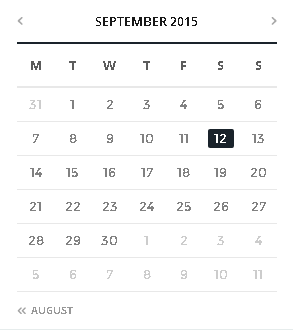 ‹ SEPTEMBER 2015 ›
M T W T F S S
31 1 2 3 4 5 6
7 8 9 10 11 12 13
14 15 16 17 18 19 20
21 22 23 24 25 26 27
28 29 30 1 2 3 4
5 6 7 8 9 10 11
« AUGUST